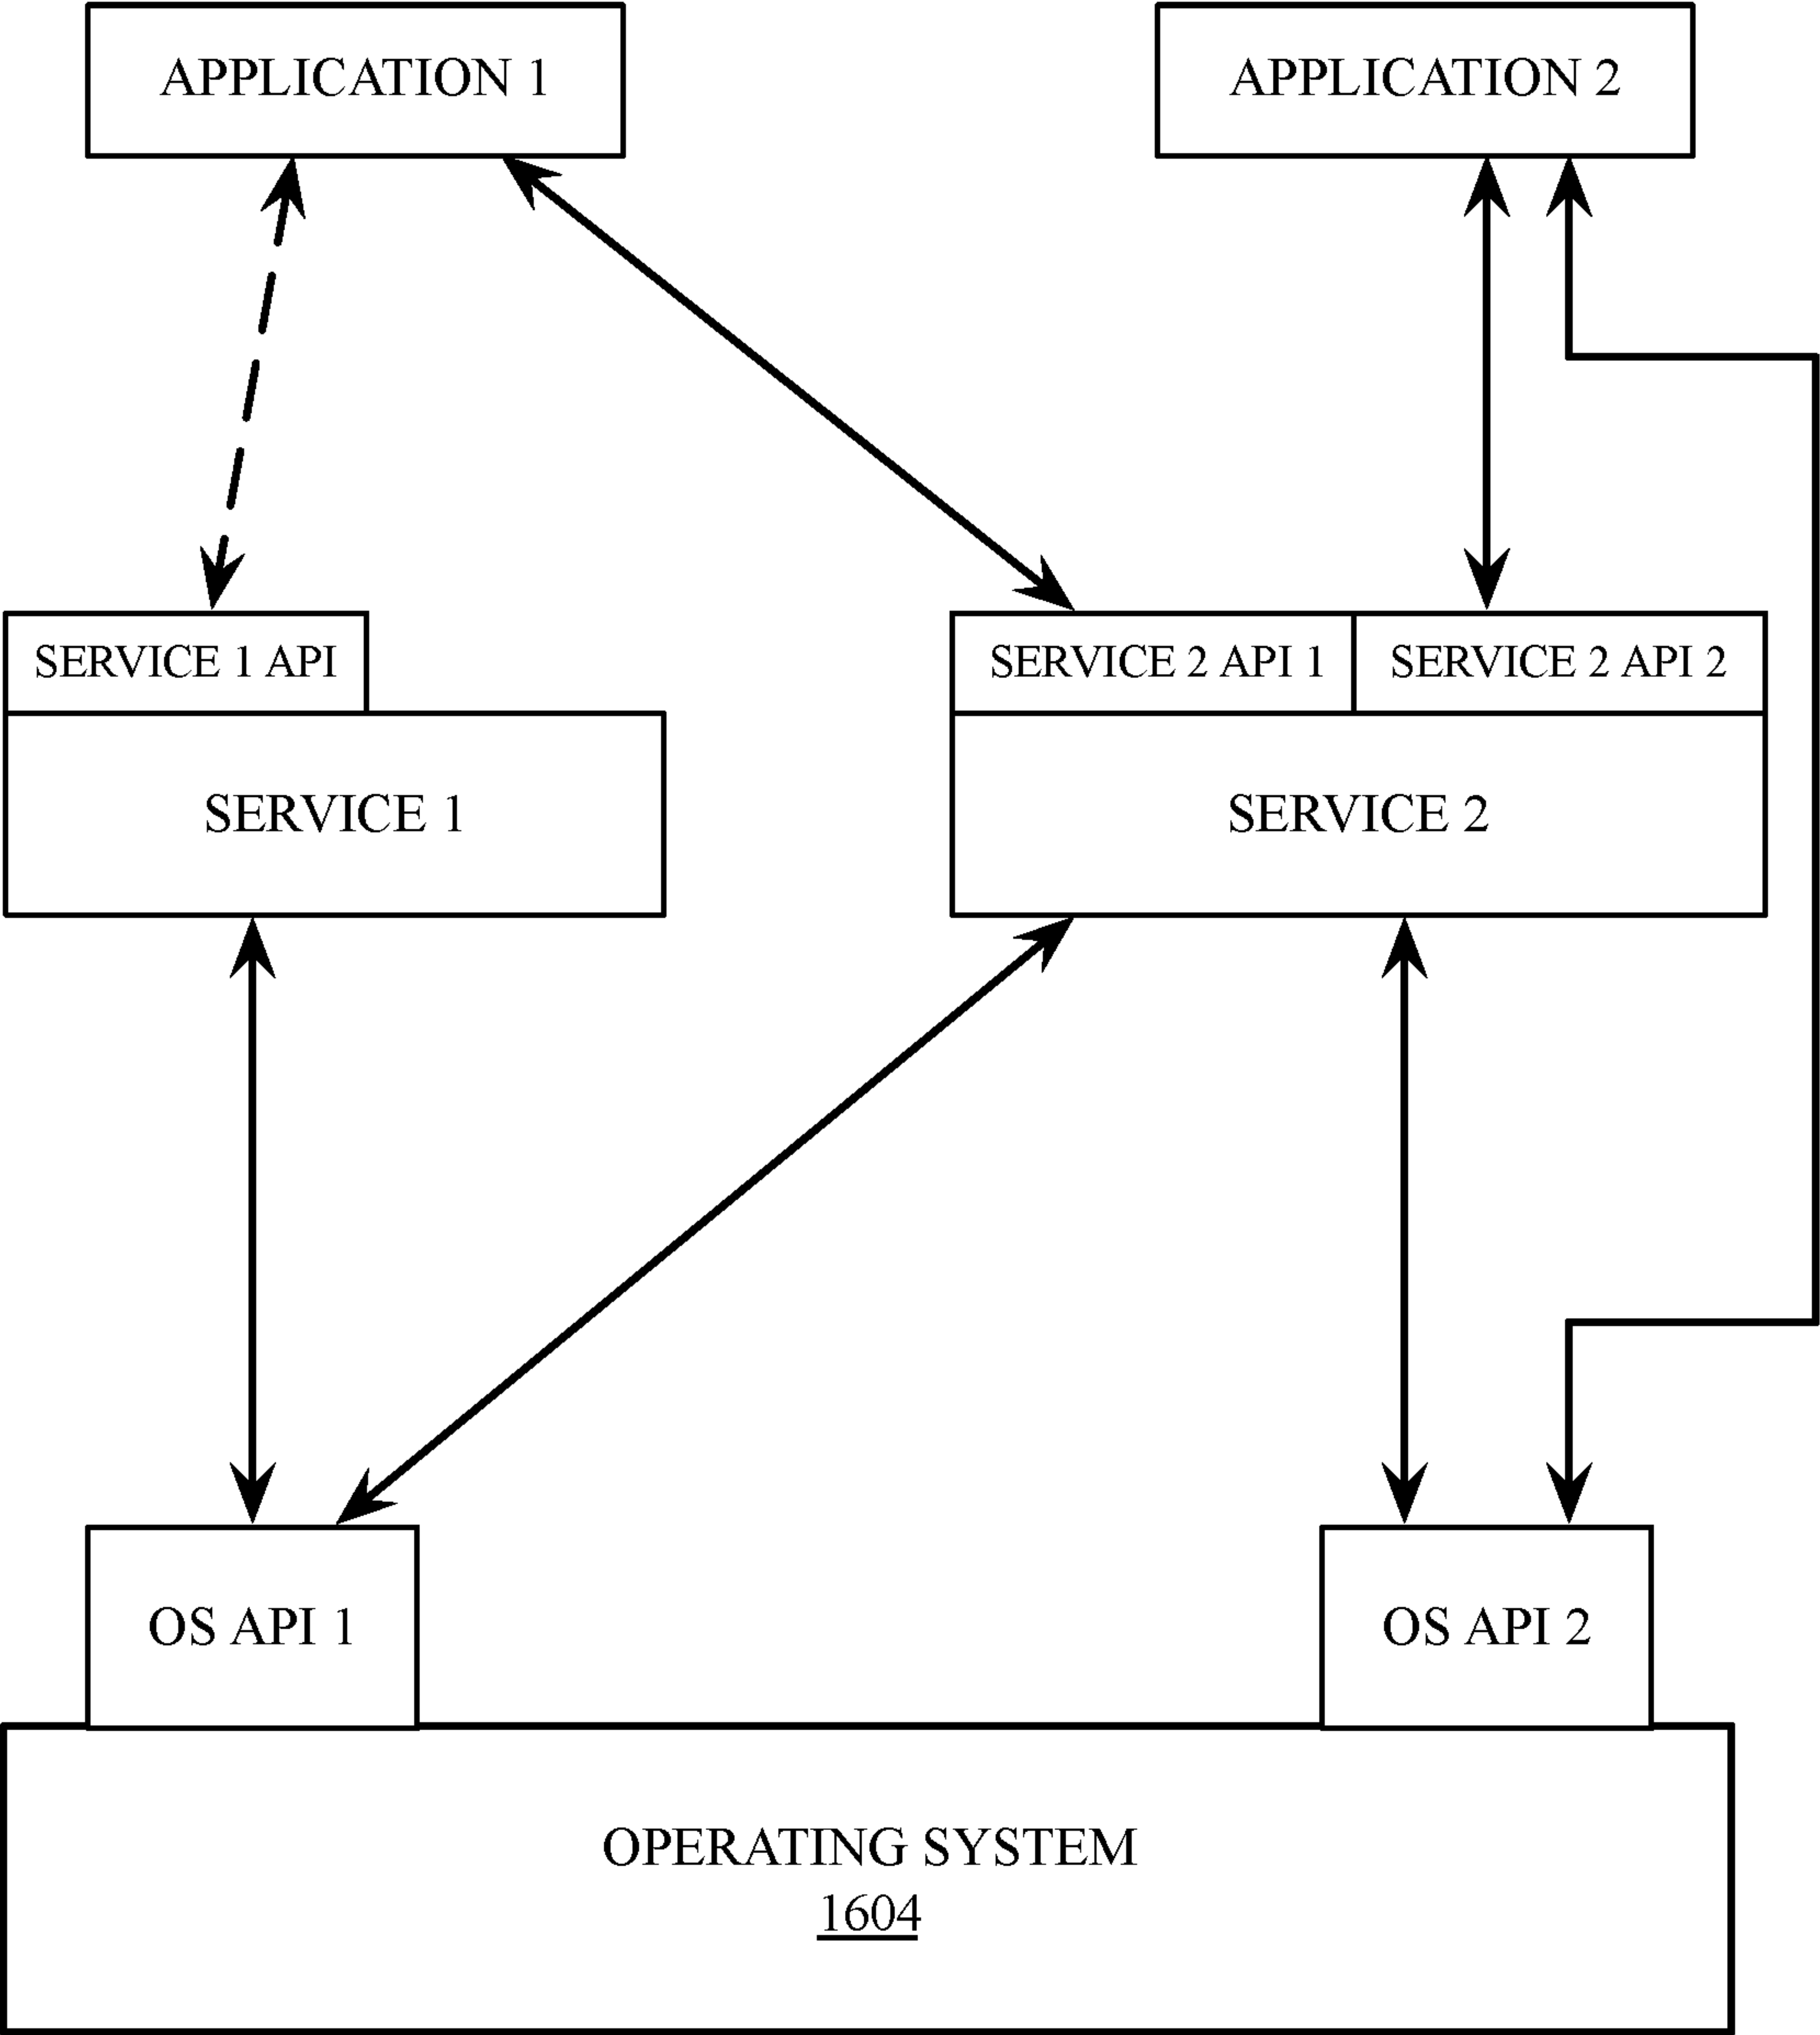 APPLICATION 1
APPLICATION 2
SERVICE 1 API
SERVICE 2 API 1
SERVICE 2 API 2
SERVICE 1
SERVICE 2
OS API 1
OS API 2
OPERATING SYSTEM
1604